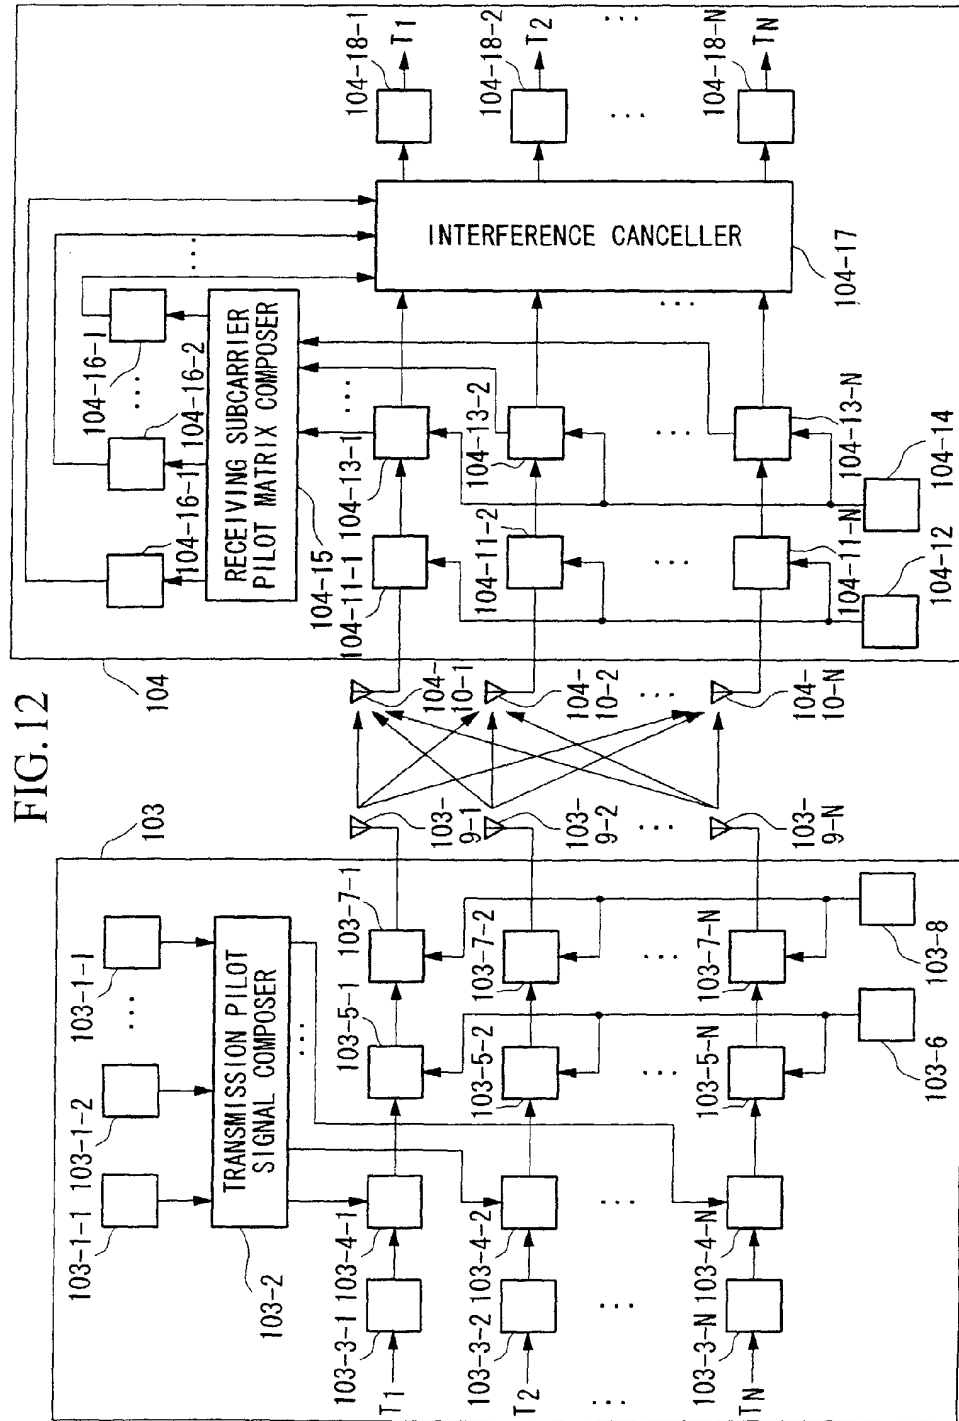 FIG. 12
103
103-1-1
103-1-2
...
103-1-1
TRANSMISSION PILOT
SIGNAL COMPOSER
103-2
...
T1
103-3-1
103-4-1
103-5-1
103-7-1
T2
103-3-2
103-4-2
103-5-2
103-7-2
...
...
...
...
...
TN
103-3-N
103-4-N
103-5-N
103-7-N
103-6
103-8
103-
9-1
103-
9-2
...
103-
9-N
104
104-
10-1
104-
10-2
...
104-
10-N
104-16-1
104-16-2
...
104-16-1
RECEIVING SUBCARRIER
PILOT MATRIX COMPOSER
104-15
...
...
104-11-1
104-13-1
104-11-2
104-13-2
...
...
...
104-11-N
104-13-N
104-12
104-14
INTERFERENCE CANCELLER
104-17
104-18-1
T1
104-18-2
T2
...
...
104-18-N
TN